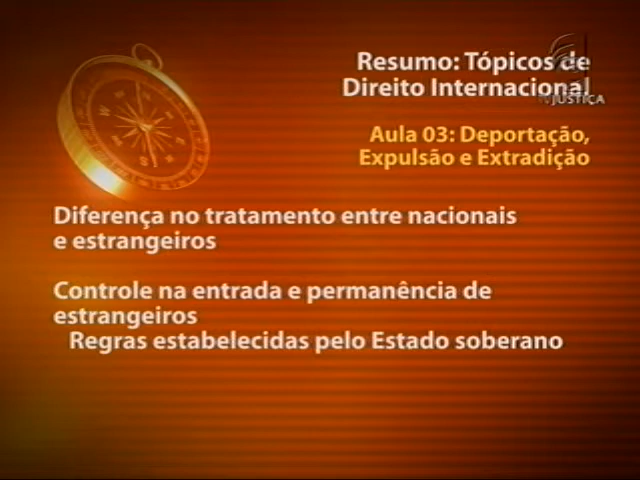 Resumo: Tópicos de
Direito Internacional
JUSTIÇA
Aula 03: Deportação,
Expulsão e Extradição
Diferença no tratamento entre nacionais
e estrangeiros
Controle na entrada e permanência de
estrangeiros
Regras estabelecidas pelo Estado soberano